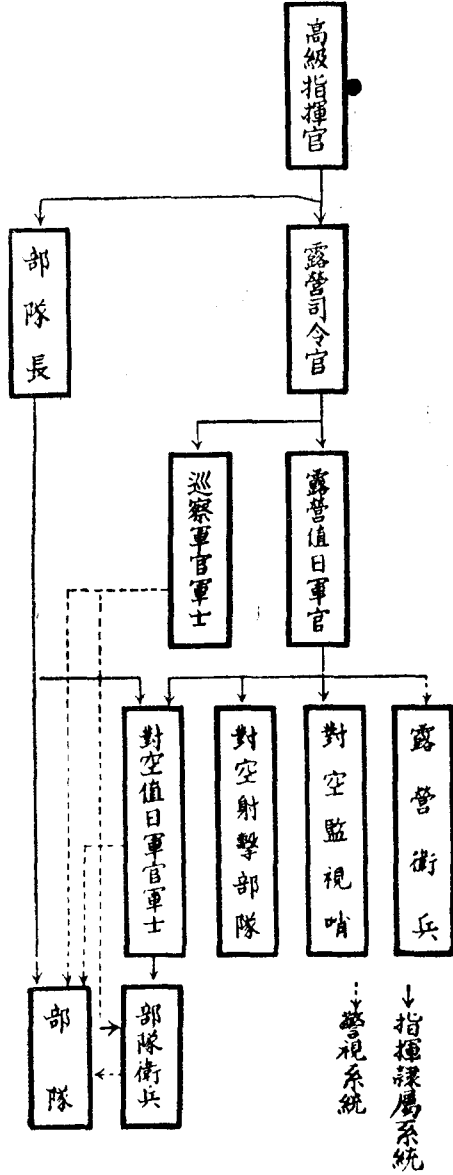 高級指揮官
露營司令官
部隊長
露營值日軍官
巡察軍官軍士
露營衛兵
對空監視哨
對空射擊部隊
對空值日軍官軍士
部隊衛兵
部隊
指揮隸屬系統
警視系統